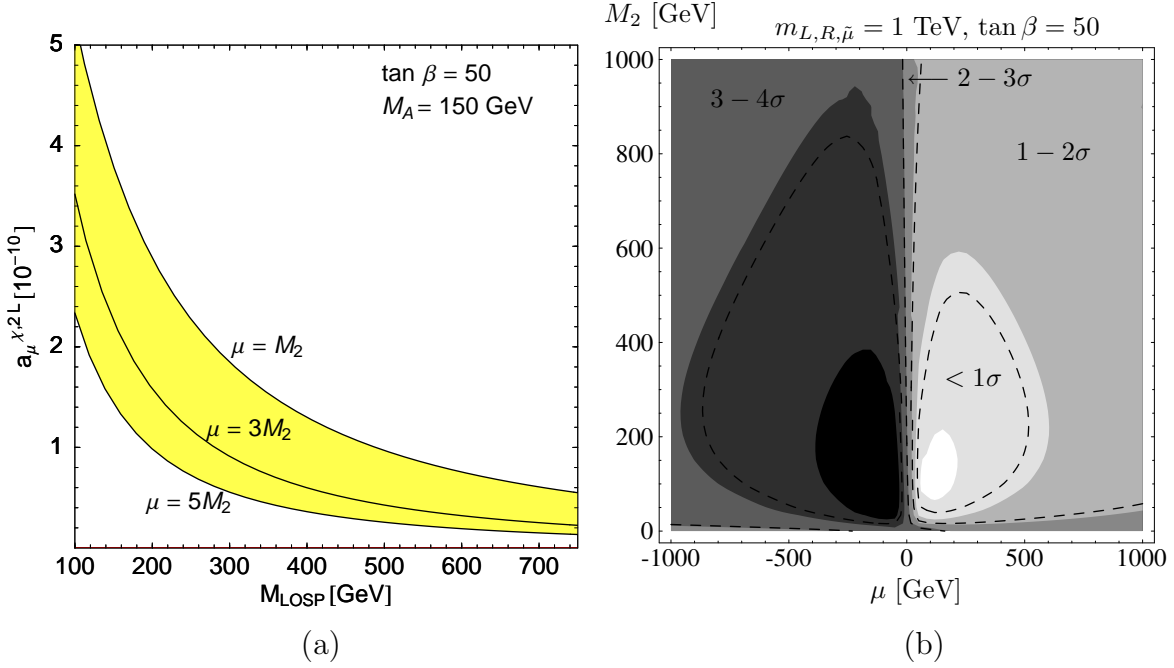 5
4
3
2
1
a_μ^{χ,2L} [10^{-10}]
tan β = 50
M_A = 150 GeV
μ = M_2
μ = 3M_2
μ = 5M_2
100 200 300 400 500 600 700
M_LOSP [GeV]
(a)
M_2 [GeV]
m_{L,R,μ̃} = 1 TeV, tan β = 50
1000
800
600
400
200
0
3 − 4σ
2 − 3σ
1 − 2σ
< 1σ
-1000 -500 0 500 1000
μ [GeV]
(b)